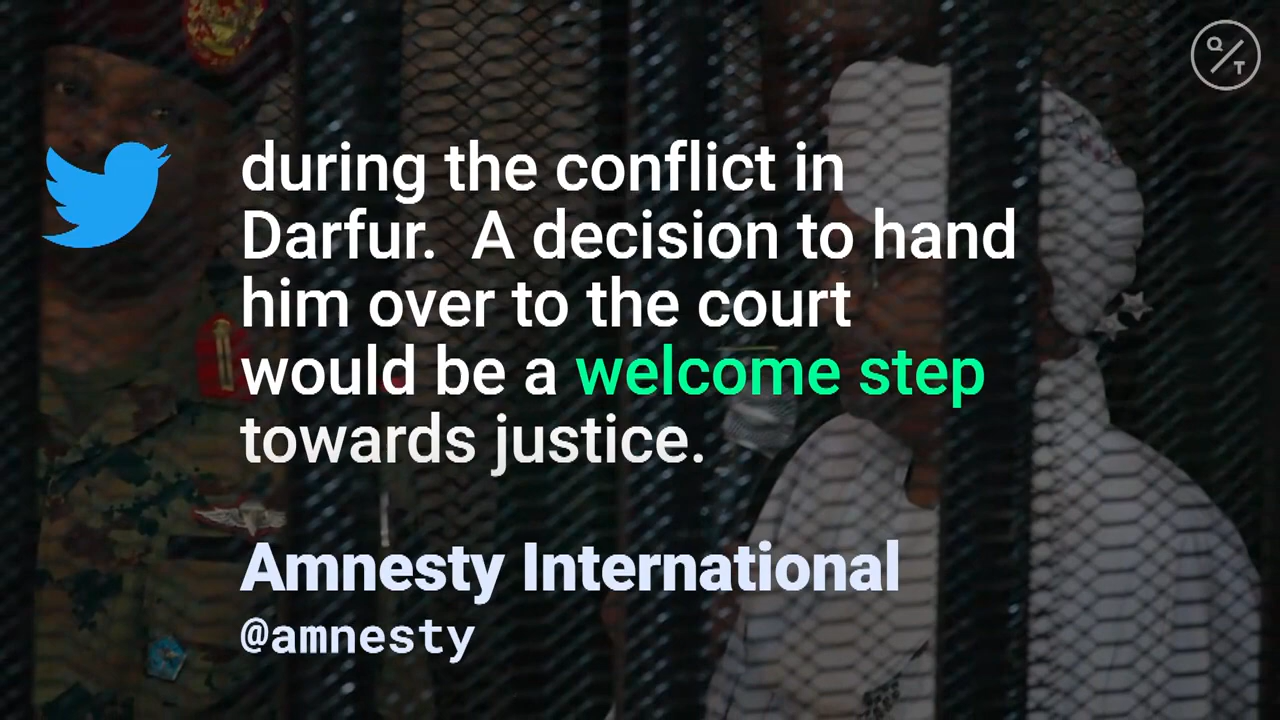 Q
T
during the conflict in
Darfur. A decision to hand
him over to the court
would be a welcome step
towards justice.
Amnesty International
@amnesty